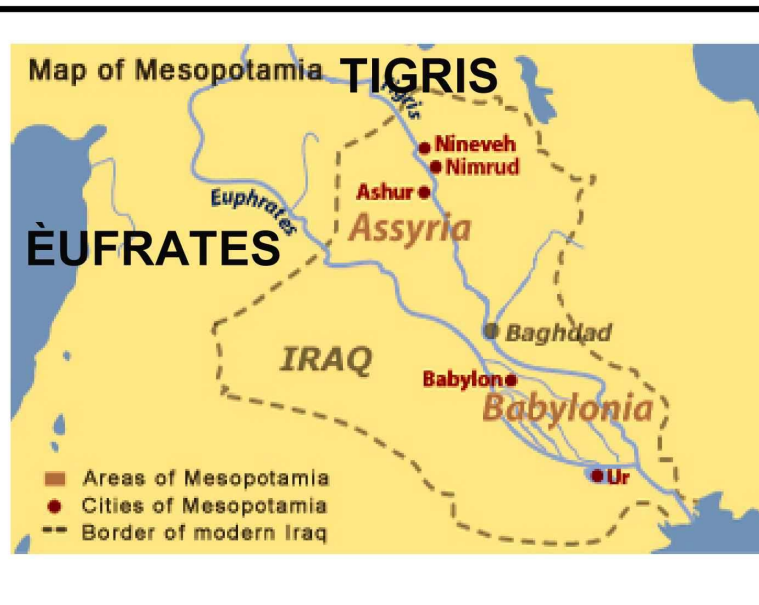 Map of Mesopotamia
TIGRIS
Tigris
Nineveh
Nimrud
Ashur
Euphrates
Assyria
ÈUFRATES
Baghdad
IRAQ
Babylon
Babylonia
Ur
Areas of Mesopotamia
Cities of Mesopotamia
Border of modern Iraq